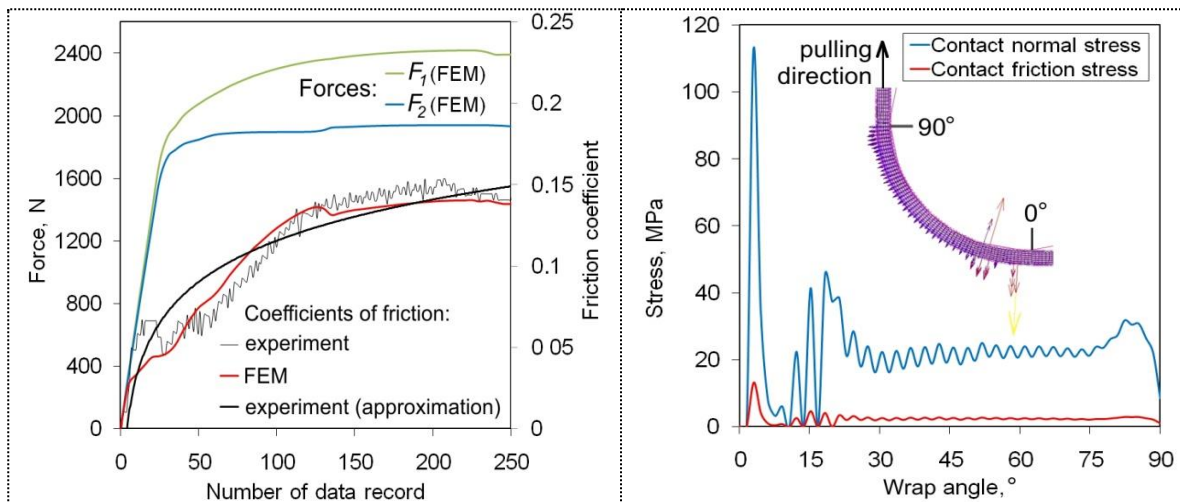 2400
2000
1600
1200
800
400
0
Force, N
0.25
0.2
0.15
0.1
0 05
0
Friction coefficient
Forces:
F1 (FEM)
F2 (FEM)
Coefficients of friction:
experiment
FEM
experiment (approximation)
0 50 100 150 200 250
Number of data record
120
100
80
60
40
20
0
Stress, MPa
pulling
direction
Contact normal stress
Contact friction stress
90°
0°
0 15 30 45 60 75 90
Wrap angle,°